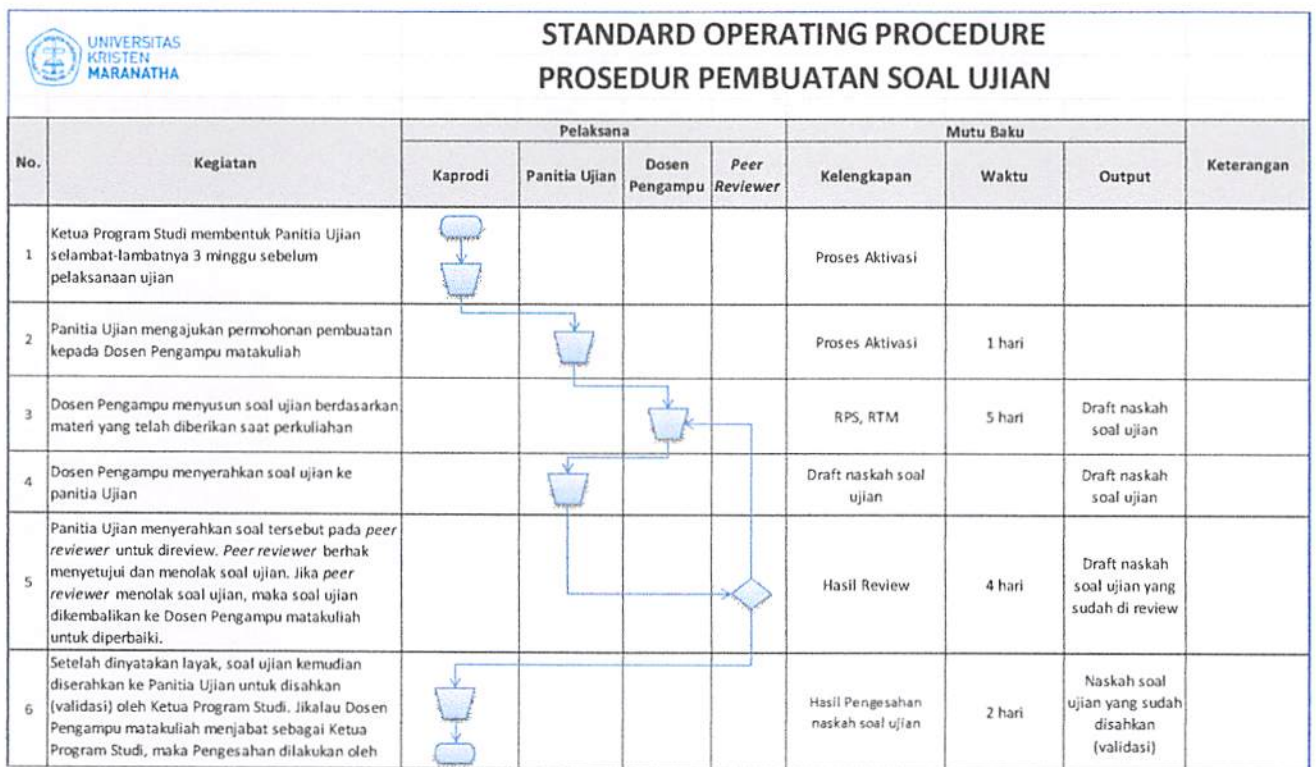 UNIVERSITAS
KRISTEN
MARANATHA
STANDARD OPERATING PROCEDURE
PROSEDUR PEMBUATAN SOAL UJIAN
No.
Kegiatan
Pelaksana
Mutu Baku
Keterangan
Kaprodi
Panitia Ujian
Dosen
Pengampu
Peer
Reviewer
Kelengkapan
Waktu
Output
1
Ketua Program Studi membentuk Panitia Ujian
selambat-lambatnya 3 minggu sebelum
pelaksanaan ujian
Proses Aktivasi
2
Panitia Ujian mengajukan permohonan pembuatan
kepada Dosen Pengampu matakuliah
Proses Aktivasi
1 hari
3
Dosen Pengampu menyusun soal ujian berdasarkan
materi yang telah diberikan saat perkuliahan
RPS, RTM
5 hari
Draft naskah
soal ujian
4
Dosen Pengampu menyerahkan soal ujian ke
panitia Ujian
Draft naskah soal
ujian
Draft naskah
soal ujian
5
Panitia Ujian menyerahkan soal tersebut pada peer
reviewer untuk direview. Peer reviewer berhak
menyetujui dan menolak soal ujian. Jika peer
reviewer menolak soal ujian, maka soal ujian
dikembalikan ke Dosen Pengampu matakuliah
untuk diperbaiki.
Hasil Review
4 hari
Draft naskah
soal ujian yang
sudah di review
6
Setelah dinyatakan layak, soal ujian kemudian
diserahkan ke Panitia Ujian untuk disahkan
(validasi) oleh Ketua Program Studi. Jikalau Dosen
Pengampu matakuliah menjabat sebagai Ketua
Program Studi, maka Pengesahan dilakukan oleh
Hasil Pengesahan
naskah soal ujian
2 hari
Naskah soal
ujian yang sudah
disahkan
(validasi)